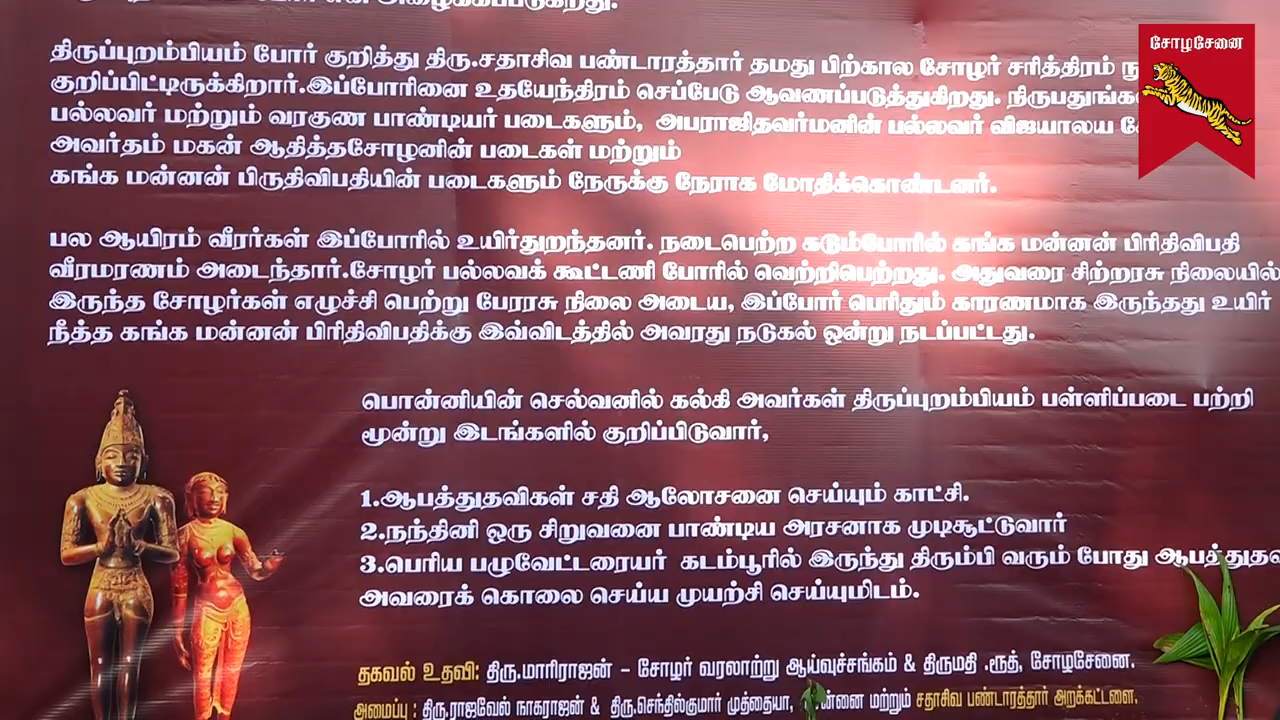 திருப்புறம்பியம் போர் குறித்து திரு.சதாசிவ பண்டாரத்தார் தமது பிற்கால சோழர் சரித்திரம்
குறிப்பிட்டிருக்கிறார்.இப்போரினை உதயேந்திரம் செப்பேடு ஆவணப்படுத்துகிறது.
பல்லவர் மற்றும் வரகுண பாண்டியர் படைகளும், அபராஜிதவர்மனின் பல்லவர் விஜயாலய
அவர்தம் மகன் ஆதித்தசோழனின் படைகள் மற்றும்
கங்க மன்னன் பிருதிவிபதியின் படைகளும் நேருக்கு நேராக மோதிக்கொண்டனர்.
பல ஆயிரம் வீரர்கள் இப்போரில் உயிர்துறந்தனர். நடைபெற்ற கடும்போரில் கங்க மன்னன் பிரிதிவிபதி
வீரமரணம் அடைந்தார்.சோழர் பல்லவக் கூட்டணி போரில் வெற்றிபெற்றது. அதுவரை சிற்றரசு நிலையில்
இருந்த சோழர்கள் எழுச்சி பெற்று பேரரசு நிலை அடைய, இப்போர் பெரிதும் காரணமாக இருந்தது உயிர்
நீத்த கங்க மன்னன் பிரிதிவிபதிக்கு இவ்விடத்தில் அவரது நடுகல் ஒன்று நடப்பட்டது.
பொன்னியின் செல்வனில் கல்கி அவர்கள் திருப்புறம்பியம் பள்ளிப்படை பற்றி
மூன்று இடங்களில் குறிப்பிடுவார்,
1.ஆபத்துதவிகள் சதி ஆலோசனை செய்யும் காட்சி.
2.நந்தினி ஒரு சிறுவனை பாண்டிய அரசனாக முடிசூட்டுவார்
3.பெரிய பழுவேட்டரையர் கடம்பூரில் இருந்து திரும்பி வரும் போது
அவரைக் கொலை செய்ய முயற்சி செய்யுமிடம்.
தகவல் உதவி: திரு.மாரிராஜன் – சோழர் வரலாற்று ஆய்வுச்சங்கம் & திருமதி .ரூத், சோழசேனை.
அமைப்பு : திரு.ராஜவேல் நாகராஜன் & திரு.செந்தில்குமார் முத்தையா, மற்றும் சதாசிவ பண்டாரத்தார் அறக்கட்டளை.
சோழசேனை